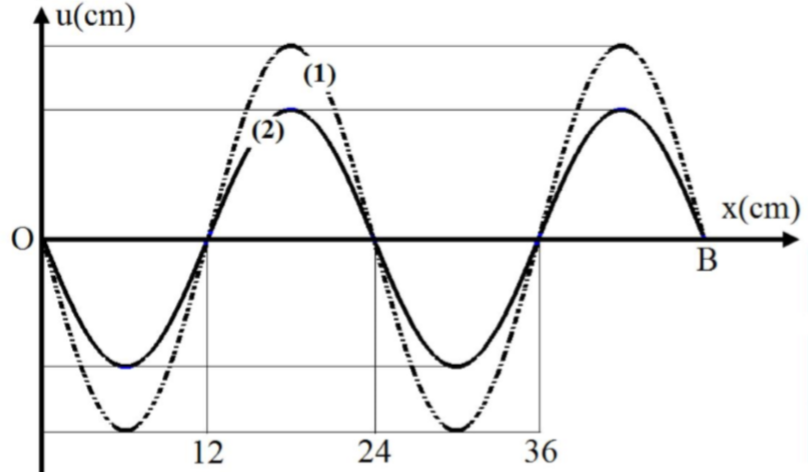 u(cm)
(1)
(2)
x(cm)
O
B
12 24 36